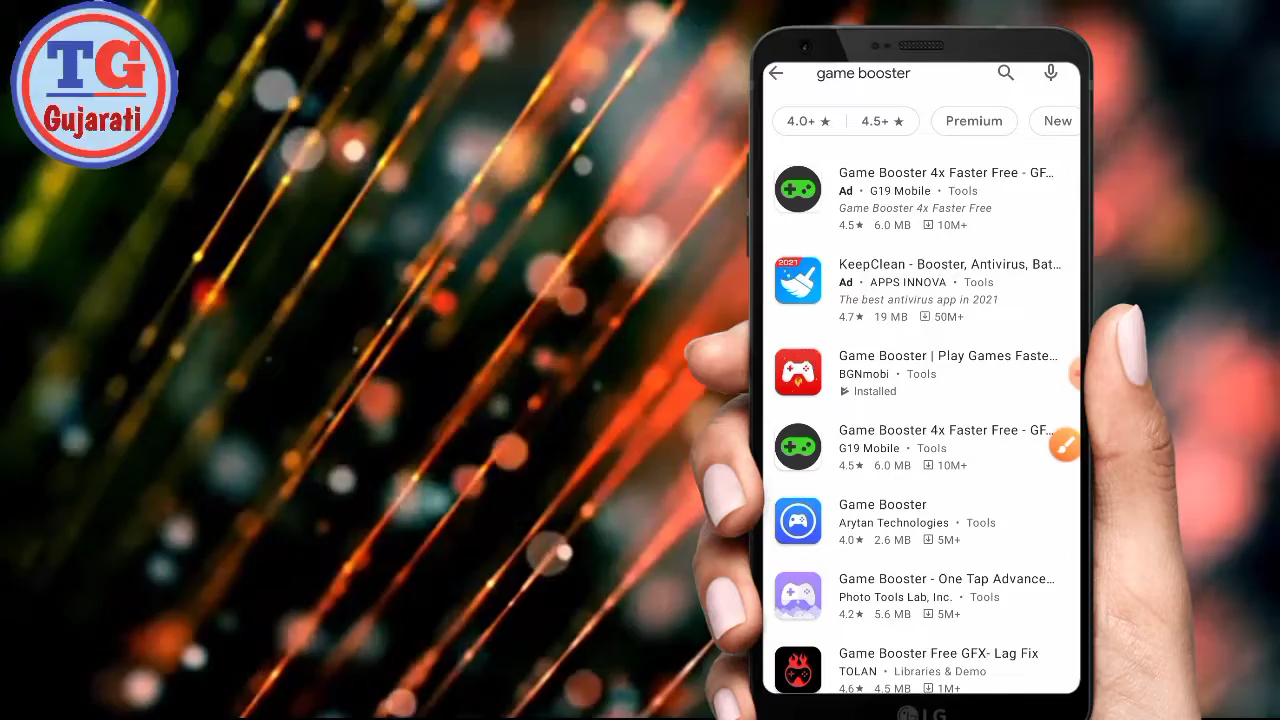 TG
Gujarati
game booster
4.0+ ★ 4.5+ ★ Premium New
Game Booster 4x Faster Free - GF...
Ad • G19 Mobile • Tools
Game Booster 4x Faster Free
4.5★ 6.0 MB 10M+
2021
KeepClean - Booster, Antivirus, Bat...
Ad • APPS INNOVA • Tools
The best antivirus app in 2021
4.7★ 19 MB 50M+
Game Booster | Play Games Faste...
BGNmobi • Tools
Installed
Game Booster 4x Faster Free - GF...
G19 Mobile • Tools
4.5★ 6.0 MB 10M+
Game Booster
Arytan Technologies • Tools
4.0★ 2.6 MB 5M+
Game Booster - One Tap Advance...
Photo Tools Lab, Inc. • Tools
4.2★ 5.6 MB 5M+
Game Booster Free GFX- Lag Fix
TOLAN • Libraries & Demo
4.6★ 4.5 MB 1M+
LG